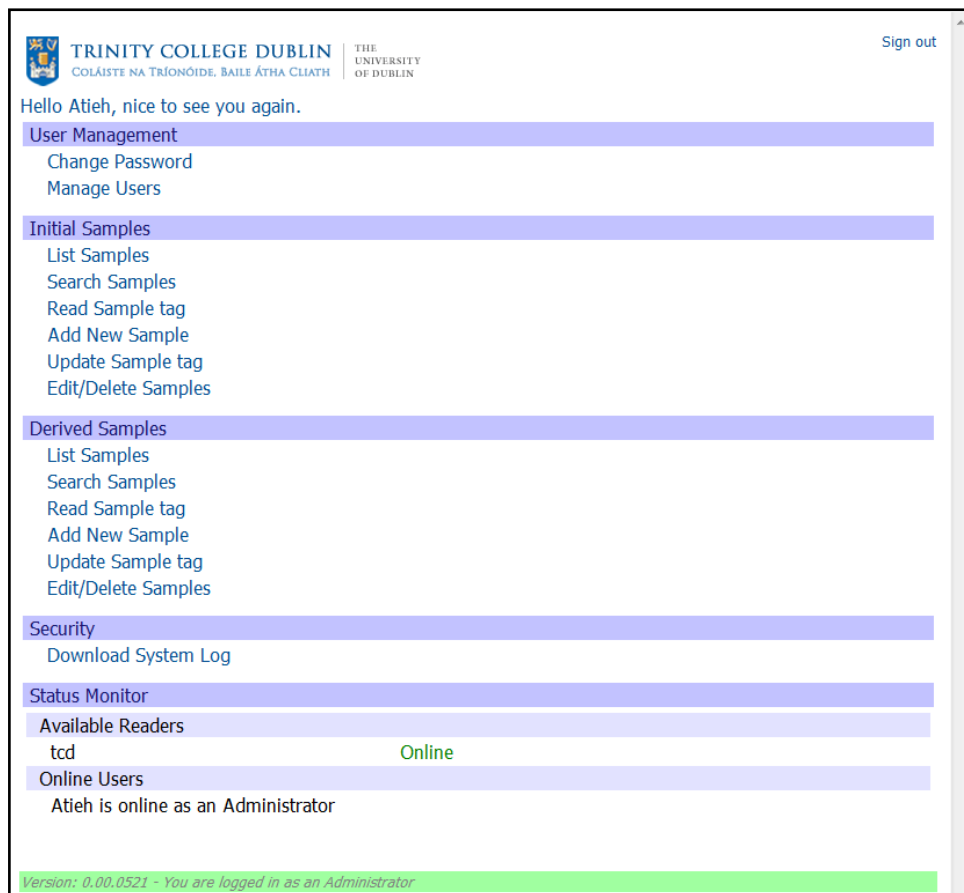 TRINITY COLLEGE DUBLIN
COLÁISTE NA TRÍONÓIDE, BAILE ÁTHA CLIATH
THE
UNIVERSITY
OF DUBLIN
Sign out
Hello Atieh, nice to see you again.
User Management
Change Password
Manage Users
Initial Samples
List Samples
Search Samples
Read Sample tag
Add New Sample
Update Sample tag
Edit/Delete Samples
Derived Samples
List Samples
Search Samples
Read Sample tag
Add New Sample
Update Sample tag
Edit/Delete Samples
Security
Download System Log
Status Monitor
Available Readers
tcd Online
Online Users
Atieh is online as an Administrator
Version: 0.00.0521 - You are logged in as an Administrator